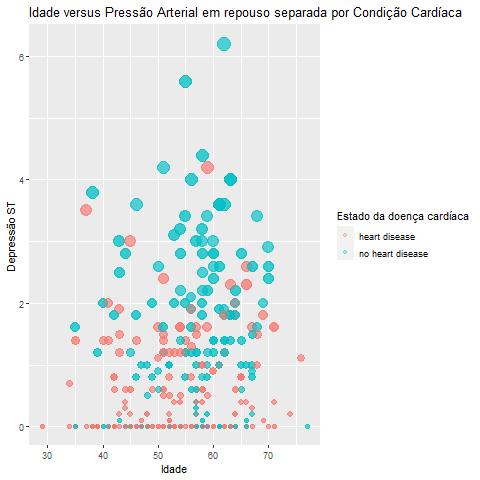 Idade versus Pressão Arterial em repouso separada por Condição Cardíaca
6
4
2
0
Depressão ST
30
40
50
60
70
Idade
Estado da doença cardíaca
heart disease
no heart disease